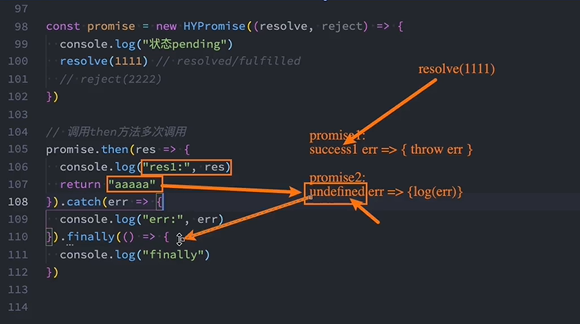 97
98 const promise = new HYPromise((resolve, reject) => {
99 console.log("状态pending")
100 resolve(1111) // resolved/fulfilled
101 // reject(2222)
102 })
103
104 // 调用then方法多次调用
105 promise.then(res => {
106 console.log("res1:", res)
107 return "aaaaa"
108 }).catch(err => {
109 console.log("err:", err)
110 }).finally(() => {
111 console.log("finally")
112 })
113
114
resolve(1111)
promise1:
success1 err => { throw err }
promise2:
undefined err => {log(err)}